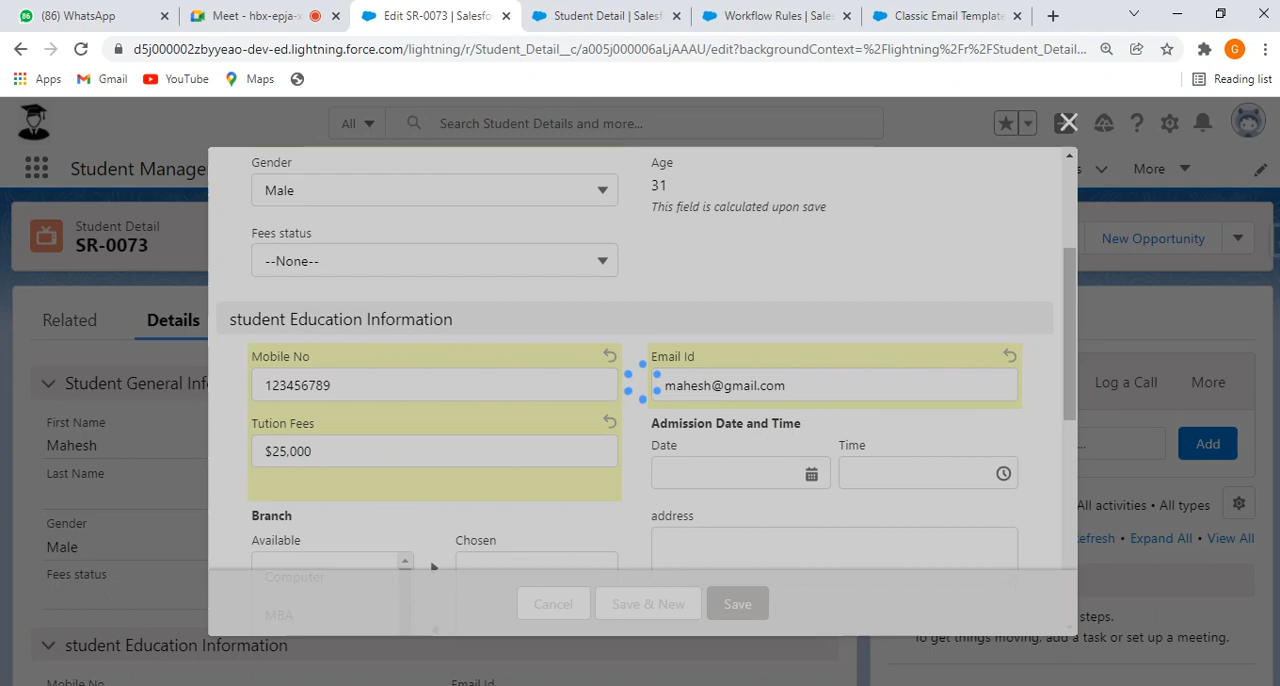 (86) WhatsApp
Meet - hbx-epja-x
Edit SR-0073 | Salesfo
Student Detail | Salesf
Workflow Rules | Sales
Classic Email Template
d5j000002zbyyeao-dev-ed.lightning.force.com/lightning/r/Student_Detail__c/a005j000006aLjAAAU/edit?backgroundContext=%2Flightning%2Fr%2FStudent_Detail...
G
Apps
Gmail
YouTube
Maps
Reading list
All
Search Student Details and more...
Student Manage
More
Student Detail
SR-0073
New Opportunity
Related
Details
Student General Info
First Name
Mahesh
Last Name
Gender
Male
Fees status
student Education Information
Mobile No
Email Id
Gender
Male
Age
31
This field is calculated upon save
Fees status
--None--
student Education Information
Mobile No
123456789
Email Id
mahesh@gmail.com
Tution Fees
$25,000
Admission Date and Time
Date
Time
Branch
Available
Chosen
Computer
MBA
address
Cancel
Save & New
Save
Log a Call
More
Add
All activities • All types
Refresh • Expand All • View All
steps.
To get things moving, add a task or set up a meeting.